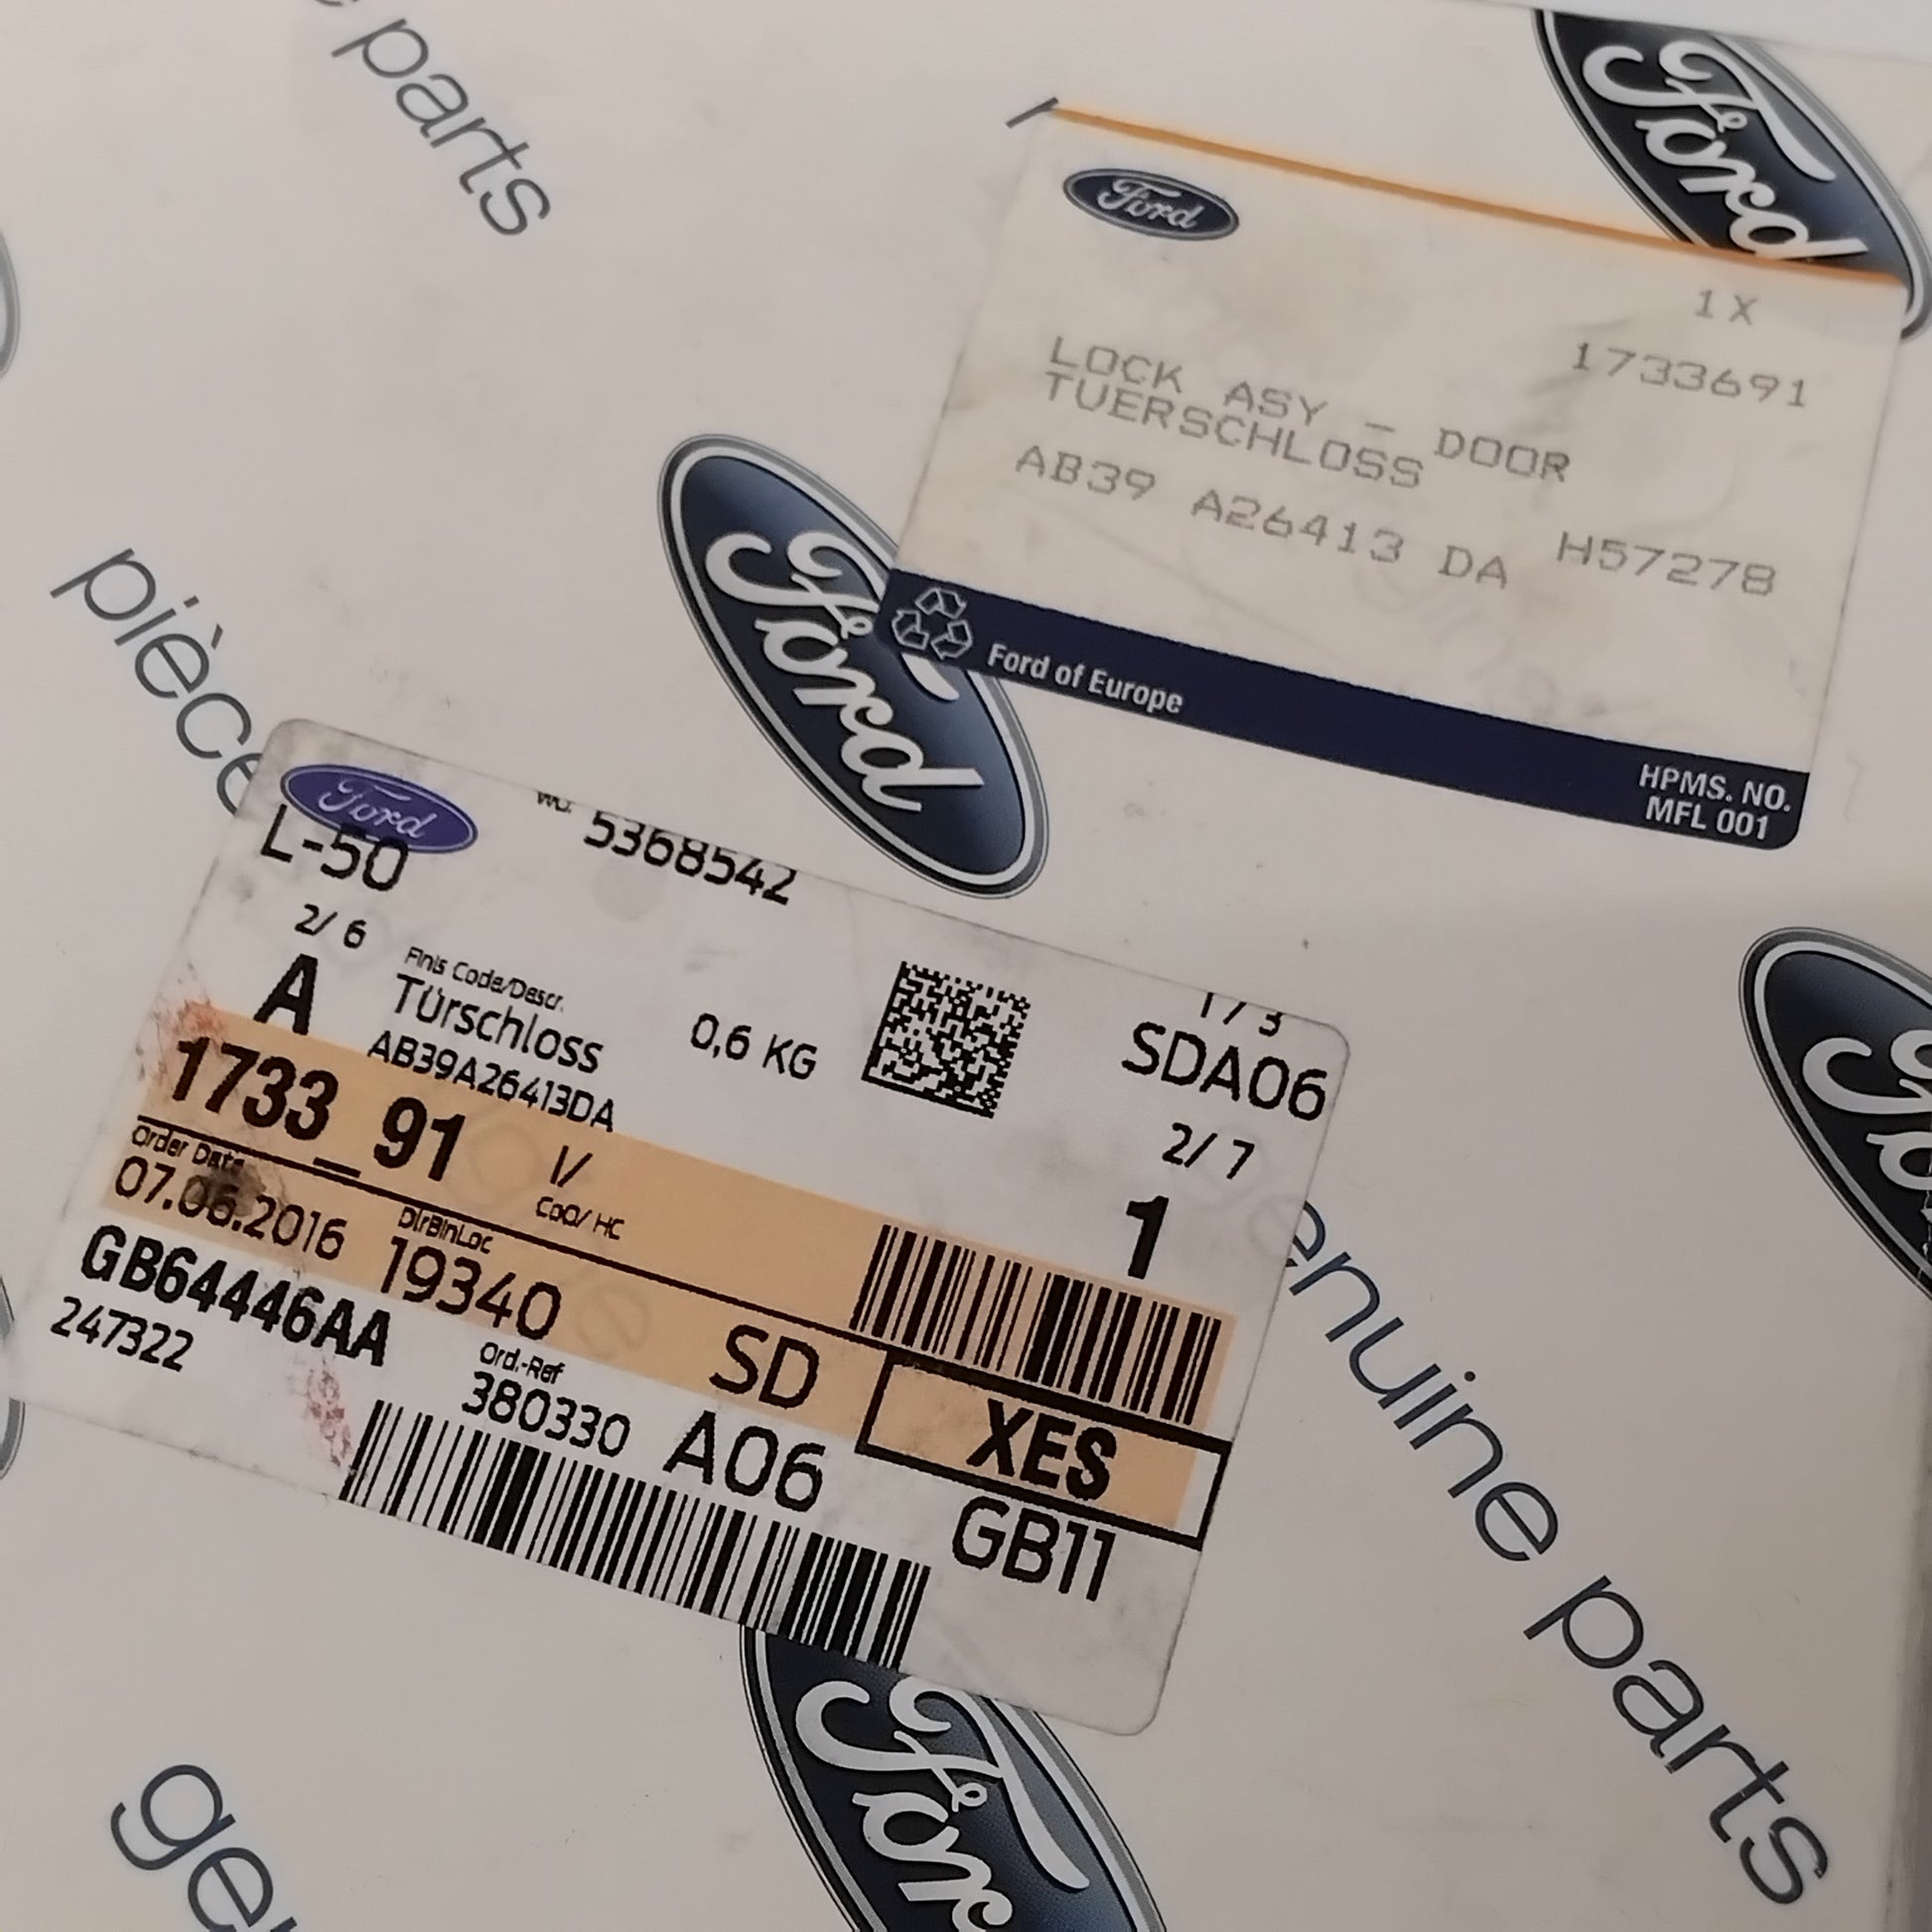 parts
Ford
Ford
1X
1733691
LOCK ASY - DOOR
TUERSCHLOSS
AB39 A26413 DA H57278
Ford of Europe
HPMS. NO.
MFL 001
Ford
pièce
Ford
L-50
5368542
2/ 6
A
Finis Code/Descr.
Türschloss
AB39A26413DA
0,6 KG
SDA06
2/ 7
1
1733_91
I/
CoO/ HC
Order Date
07.06.2016
DirBinLoc
19340
GB64446AA
247322
Ord.-Ref
380330
SD
A06
XES
GB11
genuine parts
Ford